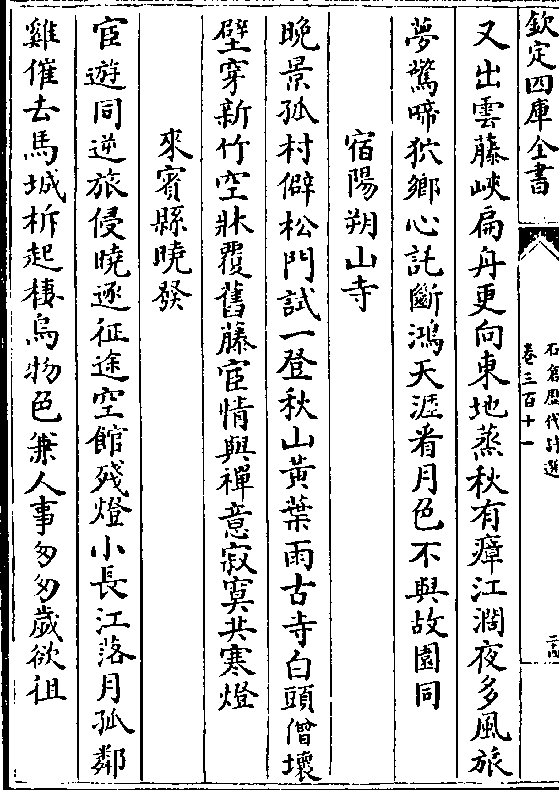 欽定四庫全書
石倉歷代詩選
卷三百十一
又出雲藤峽扁舟更向東地蒸秋有瘴江濶夜多風旅
夢驚啼狖鄉心託斷鴻天涯看月色不與故園同
宿陽朔山寺
晚景孤村僻松門試一登秋山黃葉雨古寺白頭僧壞
壁穿新竹空牀覆舊藤宦情與禪意寂寞共寒燈
來賓縣曉發
宦遊同逆旅侵曉逐征途空館殘燈小長江落月孤鄰
雞催去馬城柝起棲烏物色兼人事匆匆歲欲徂